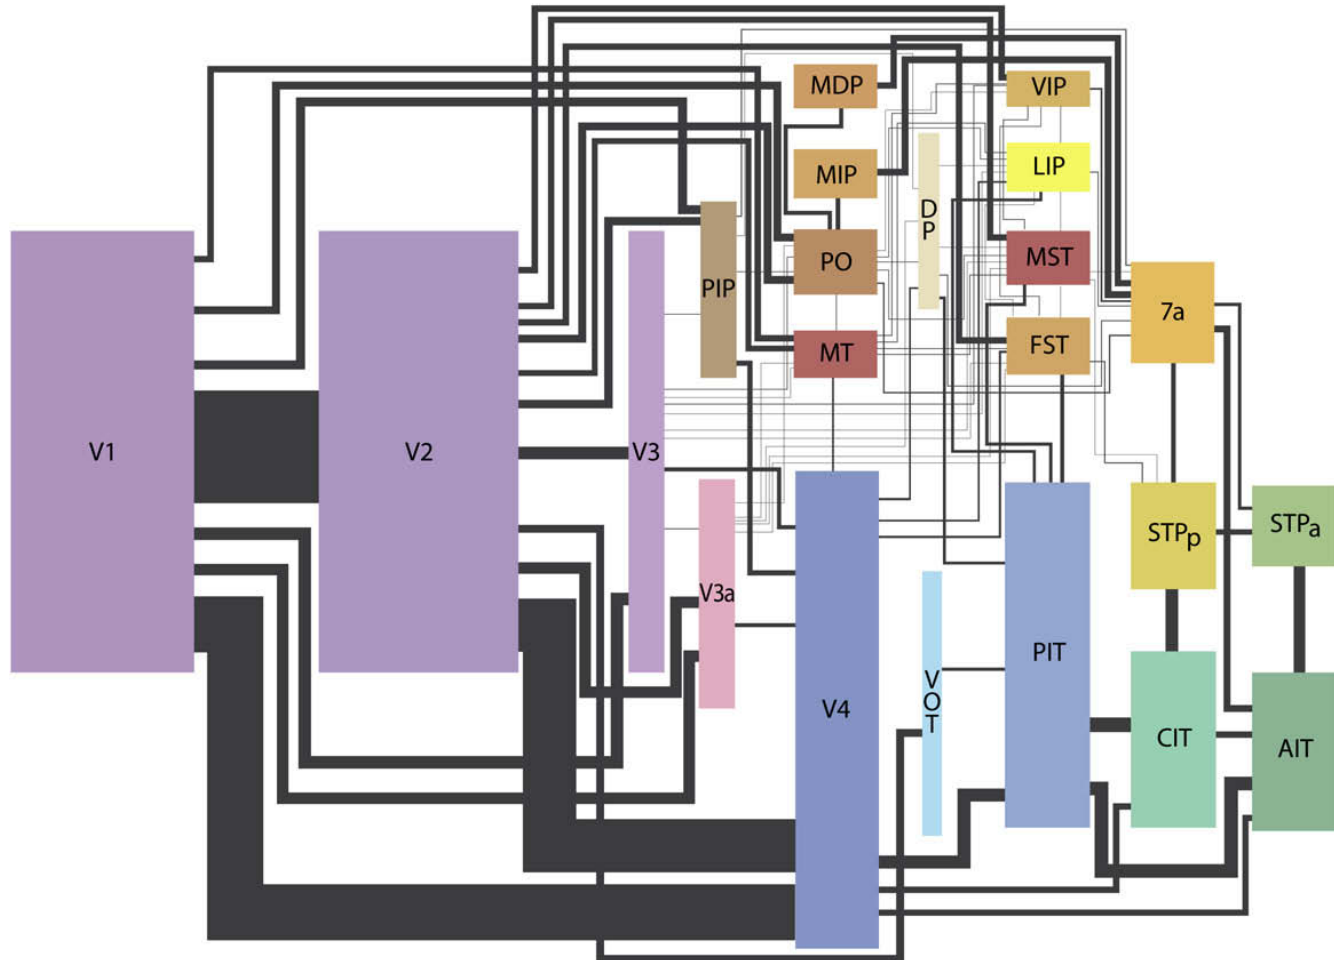 MDP
VIP
MIP
LIP
DP
V1
V2
V3
PIP
PO
MST
7a
MT
FST
V3a
V4
VOT
PIT
STPp
STPa
CIT
AIT